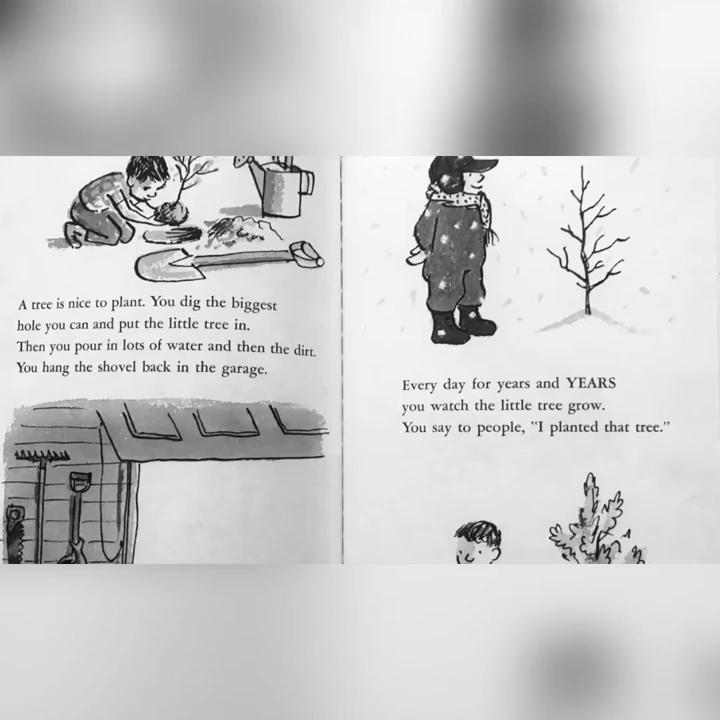 A tree is nice to plant. You dig the biggest
hole you can and put the little tree in.
Then you pour in lots of water and then the dirt.
You hang the shovel back in the garage.
Every day for years and YEARS
you watch the little tree grow.
You say to people, "I planted that tree."